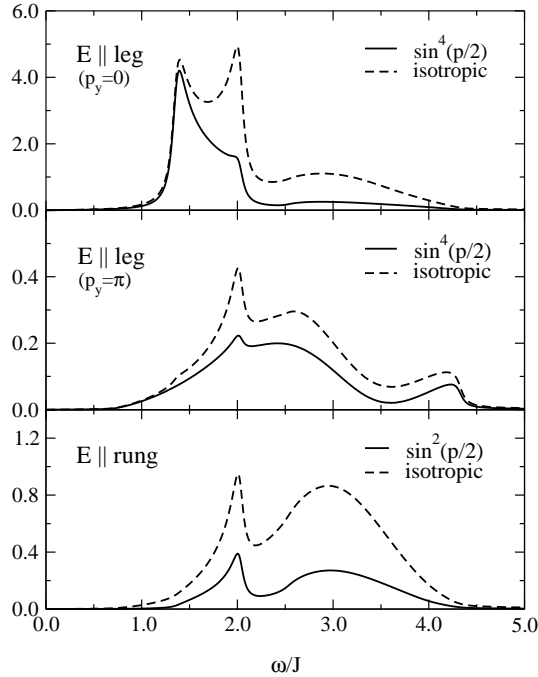 6.0
E || leg
(p_y=0)
sin^4(p/2)
isotropic
4.0
2.0
0.0
E || leg
(p_y=π)
sin^4(p/2)
isotropic
0.4
0.2
0.0
1.2
E || rung
sin^2(p/2)
isotropic
0.8
0.4
0.0
0.0 1.0 2.0 3.0 4.0 5.0
ω/J